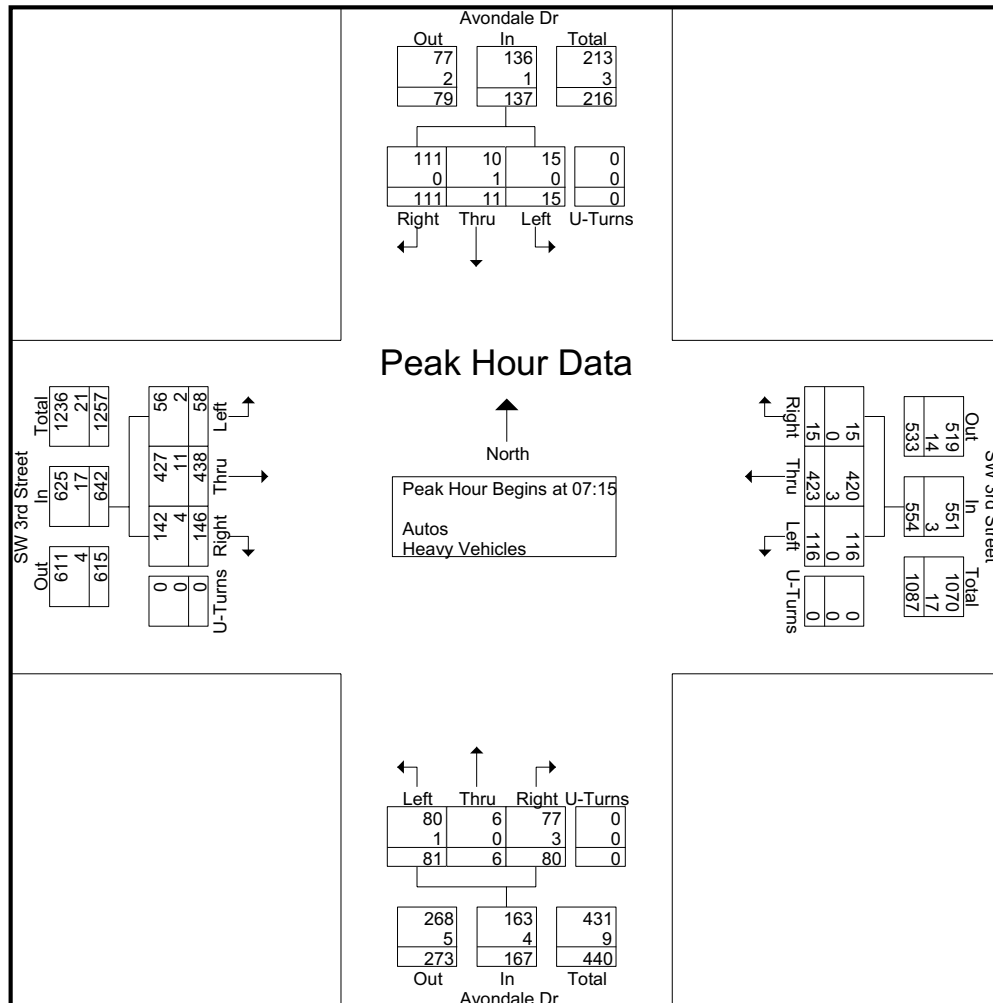 Avondale Dr
Out In Total
77 136 213
2 1 3
79 137 216
111 10 15 0
0 1 0 0
111 11 15 0
Right Thru Left U-Turns
Peak Hour Data
North
Peak Hour Begins at 07:15
Autos
Heavy Vehicles
SW 3rd Street
Total In Out
1236 625 611
21 17 4
1257 642 615
56 427 142 0
2 11 4 0
58 438 146 0
Left Thru Right U-Turns
SW 3rd Street
Out In Total
519 551 1070
14 3 17
533 554 1087
15 420 116 0
0 3 0 0
15 423 116 0
Right Thru Left U-Turns
Left Thru Right U-Turns
80 6 77 0
1 0 3 0
81 6 80 0
268 163 431
5 4 9
273 167 440
Out In Total
Avondale Dr